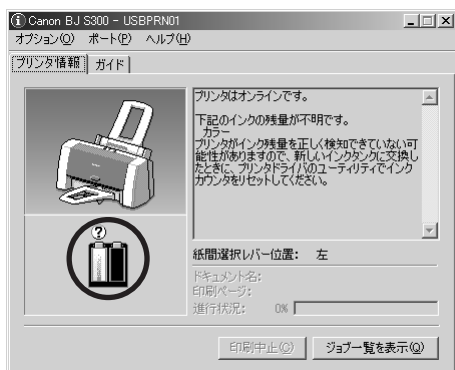 Canon BJ S300 - USBPRN01
オプション(O) ポート(P) ヘルプ(H)
プリンタ情報 ガイド
プリンタはオンラインです。
下記のインクの残量が不明です。
カラー
プリンタがインク残量を正しく検知できていない可
能性がありますので、新しいインクタンクに交換し
たときに、プリンタドライバのユーティリティでインク
カウンタをリセットしてください。
?
紙間選択レバー位置: 左
ドキュメント名:
印刷ページ:
進行状況: 0%
印刷中止(C) ジョブ一覧を表示(Q)